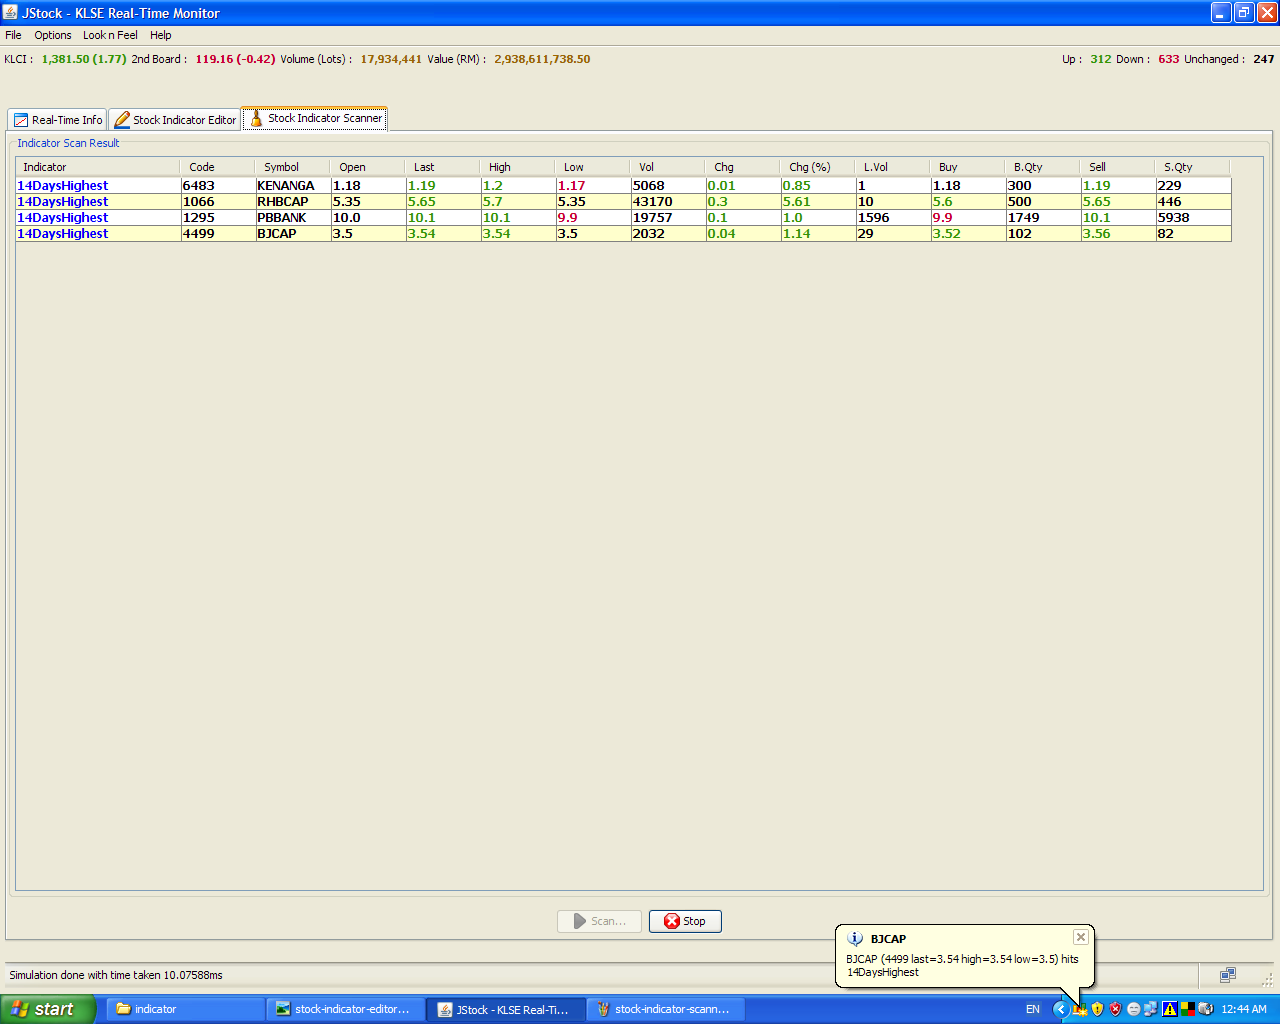 JStock - KLSE Real-Time Monitor
File Options Look n Feel Help
KLCI : 1,381.50 (1.77) 2nd Board : 119.16 (-0.42) Volume (Lots) : 17,934,441 Value (RM) : 2,938,611,738.50 Up : 312 Down : 633 Unchanged : 247
Real-Time Info Stock Indicator Editor Stock Indicator Scanner
Indicator Scan Result
Indicator Code Symbol Open Last High Low Vol Chg Chg (%) L.Vol Buy B.Qty Sell S.Qty
14DaysHighest 6483 KENANGA 1.18 1.19 1.2 1.17 5068 0.01 0.85 1 1.18 300 1.19 229
14DaysHighest 1066 RHBCAP 5.35 5.65 5.7 5.35 43170 0.3 5.61 10 5.6 500 5.65 446
14DaysHighest 1295 PBBANK 10.0 10.1 10.1 9.9 19757 0.1 1.0 1596 9.9 1749 10.1 5938
14DaysHighest 4499 BJCAP 3.5 3.54 3.54 3.5 2032 0.04 1.14 29 3.52 102 3.56 82
Scan... Stop
BJCAP
BJCAP (4499 last=3.54 high=3.54 low=3.5) hits
14DaysHighest
Simulation done with time taken 10.07588ms
start indicator stock-indicator-editor... JStock - KLSE Real-Ti... stock-indicator-scann... EN 12:44 AM